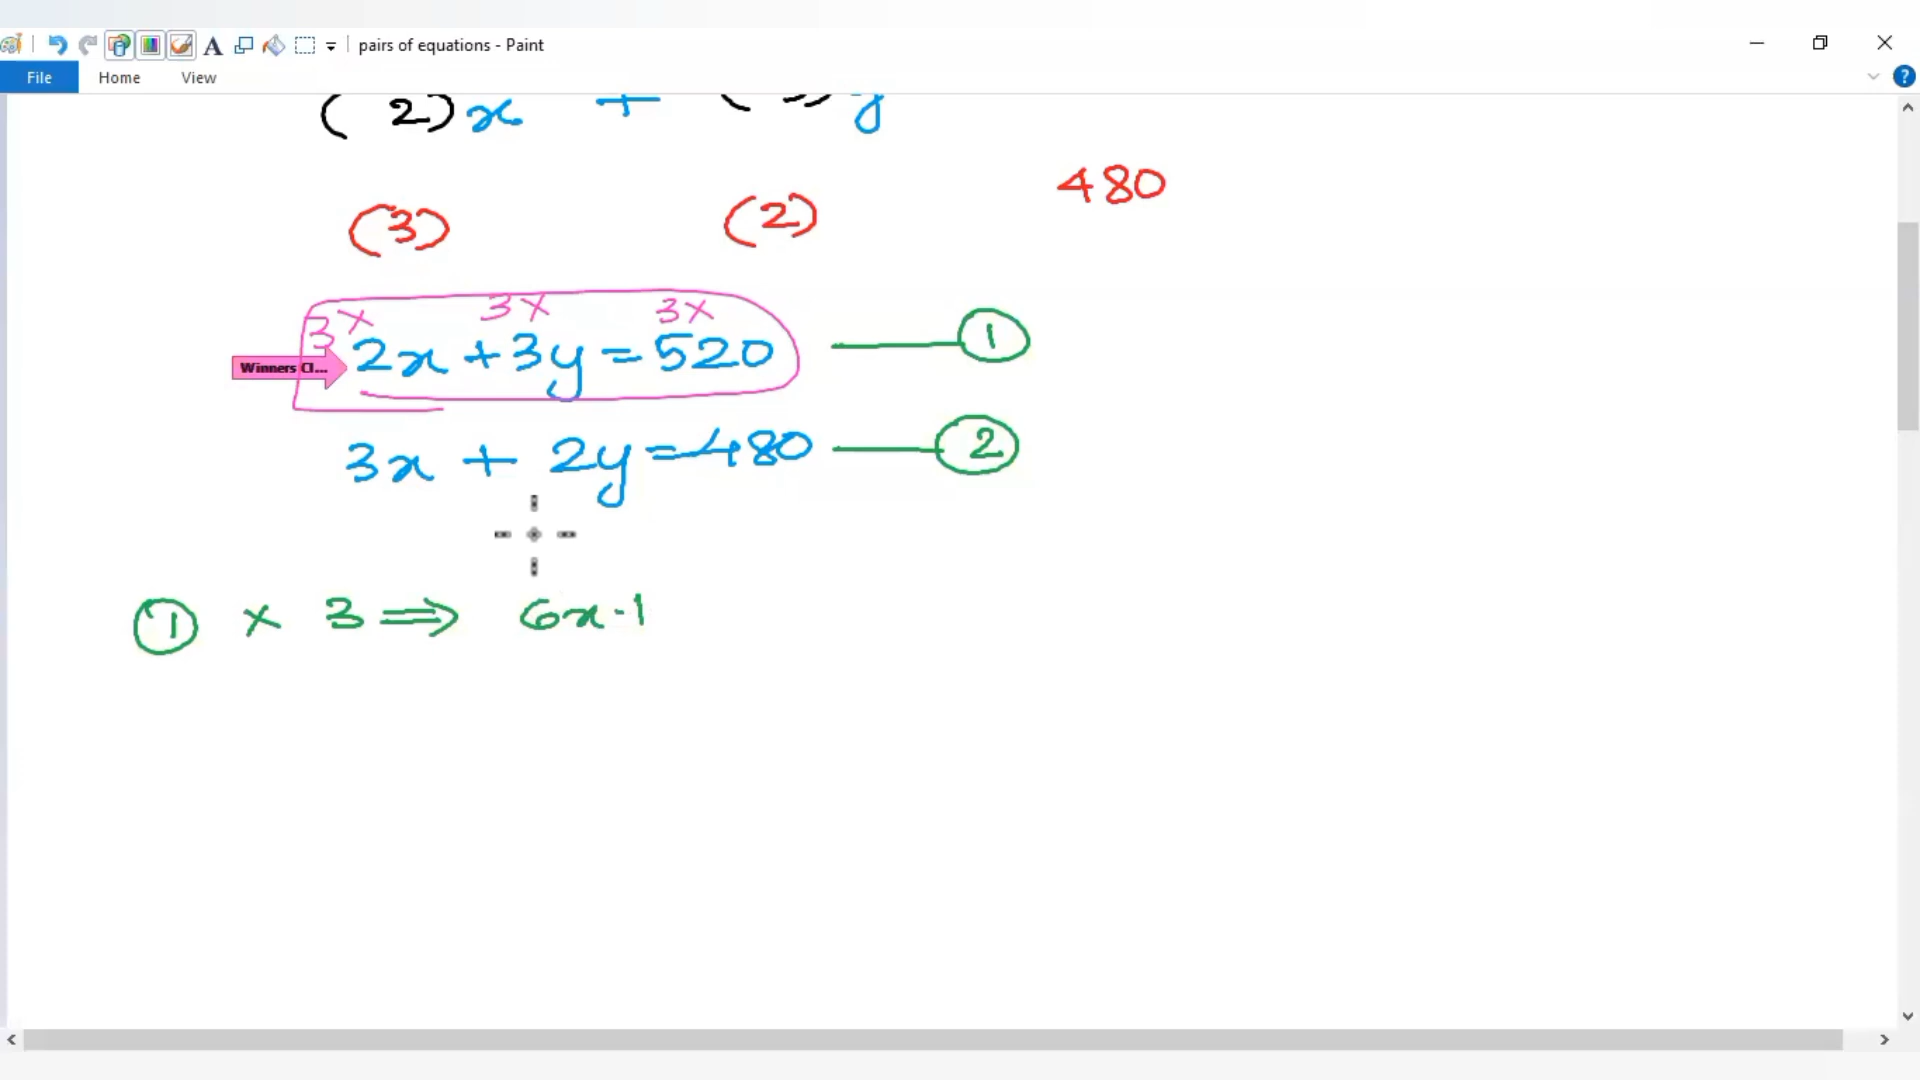 pairs of equations - Paint
File Home View
(2)x + ( )y
480
(3) (2)
3x 3x 3x
Winners Cl... 2x + 3y = 520 1
3x + 2y = 480 2
1 × 3 ⇒ 6x - 1